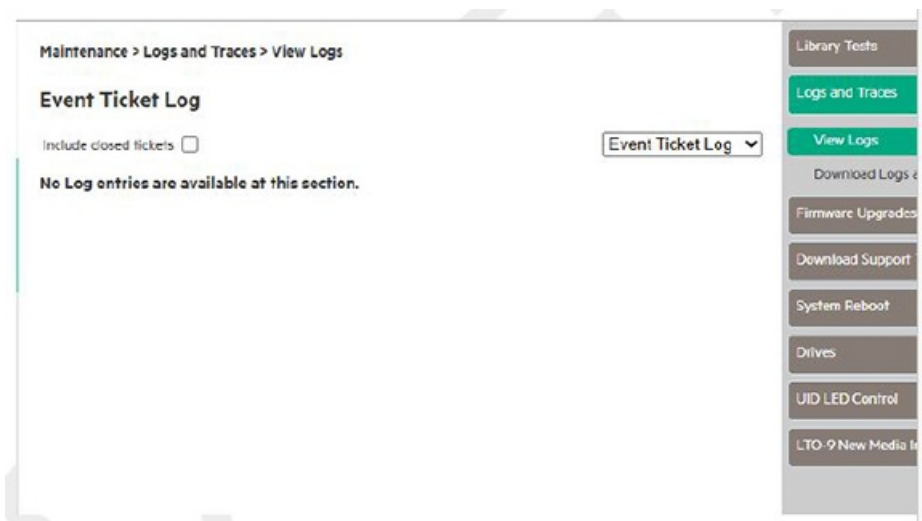 Maintenance > Logs and Traces > View Logs
Event Ticket Log
Include closed tickets
Event Ticket Log
No Log entries are available at this section.
Library Tests
Logs and Traces
View Logs
Download Logs
Firmware Upgrades
Download Support
System Reboot
Drives
UID LED Control
LTO-9 New Media